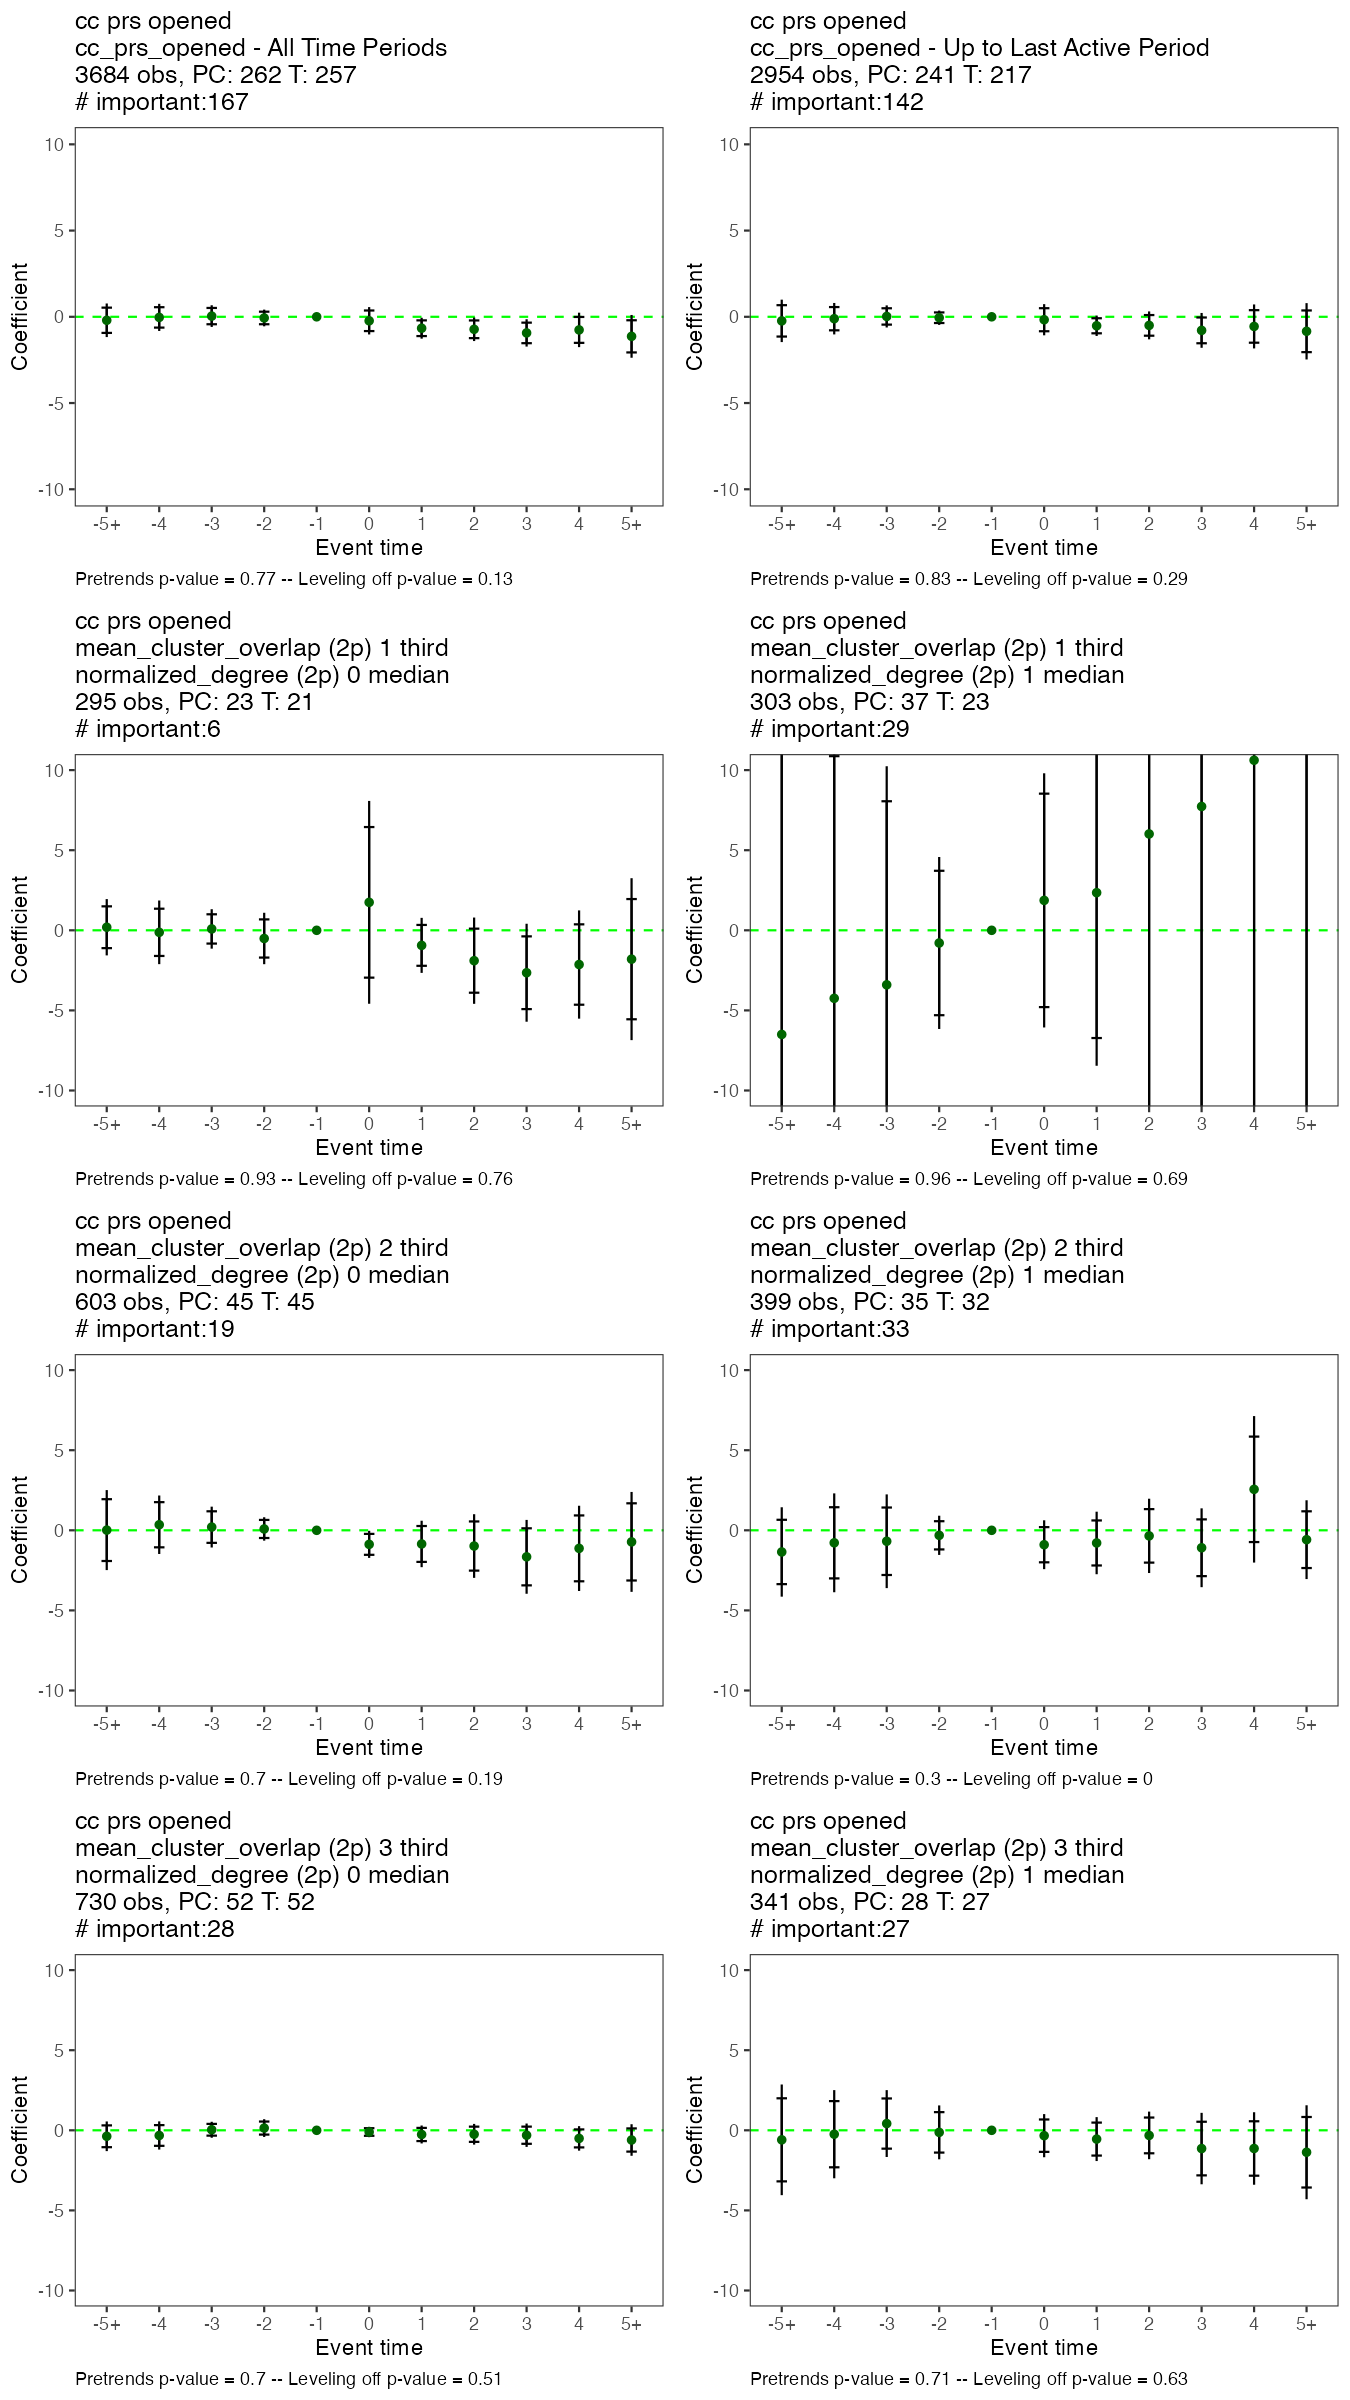 cc prs opened
cc_prs_opened - All Time Periods
3684 obs, PC: 262 T: 257
# important:167
10
5
0
-5
-10
Coefficient
-5+ -4 -3 -2 -1 0 1 2 3 4 5+
Event time
Pretrends p-value = 0.77 -- Leveling off p-value = 0.13
cc prs opened
cc_prs_opened - Up to Last Active Period
2954 obs, PC: 241 T: 217
# important:142
10
5
0
-5
-10
Coefficient
-5+ -4 -3 -2 -1 0 1 2 3 4 5+
Event time
Pretrends p-value = 0.83 -- Leveling off p-value = 0.29
cc prs opened
mean_cluster_overlap (2p) 1 third
normalized_degree (2p) 0 median
295 obs, PC: 23 T: 21
# important:6
10
5
0
-5
-10
Coefficient
-5+ -4 -3 -2 -1 0 1 2 3 4 5+
Event time
Pretrends p-value = 0.93 -- Leveling off p-value = 0.76
cc prs opened
mean_cluster_overlap (2p) 1 third
normalized_degree (2p) 1 median
303 obs, PC: 37 T: 23
# important:29
10
5
0
-5
-10
Coefficient
-5+ -4 -3 -2 -1 0 1 2 3 4 5+
Event time
Pretrends p-value = 0.96 -- Leveling off p-value = 0.69
cc prs opened
mean_cluster_overlap (2p) 2 third
normalized_degree (2p) 0 median
603 obs, PC: 45 T: 45
# important:19
10
5
0
-5
-10
Coefficient
-5+ -4 -3 -2 -1 0 1 2 3 4 5+
Event time
Pretrends p-value = 0.7 -- Leveling off p-value = 0.19
cc prs opened
mean_cluster_overlap (2p) 2 third
normalized_degree (2p) 1 median
399 obs, PC: 35 T: 32
# important:33
10
5
0
-5
-10
Coefficient
-5+ -4 -3 -2 -1 0 1 2 3 4 5+
Event time
Pretrends p-value = 0.3 -- Leveling off p-value = 0
cc prs opened
mean_cluster_overlap (2p) 3 third
normalized_degree (2p) 0 median
730 obs, PC: 52 T: 52
# important:28
10
5
0
-5
-10
Coefficient
-5+ -4 -3 -2 -1 0 1 2 3 4 5+
Event time
Pretrends p-value = 0.7 -- Leveling off p-value = 0.51
cc prs opened
mean_cluster_overlap (2p) 3 third
normalized_degree (2p) 1 median
341 obs, PC: 28 T: 27
# important:27
10
5
0
-5
-10
Coefficient
-5+ -4 -3 -2 -1 0 1 2 3 4 5+
Event time
Pretrends p-value = 0.71 -- Leveling off p-value = 0.63